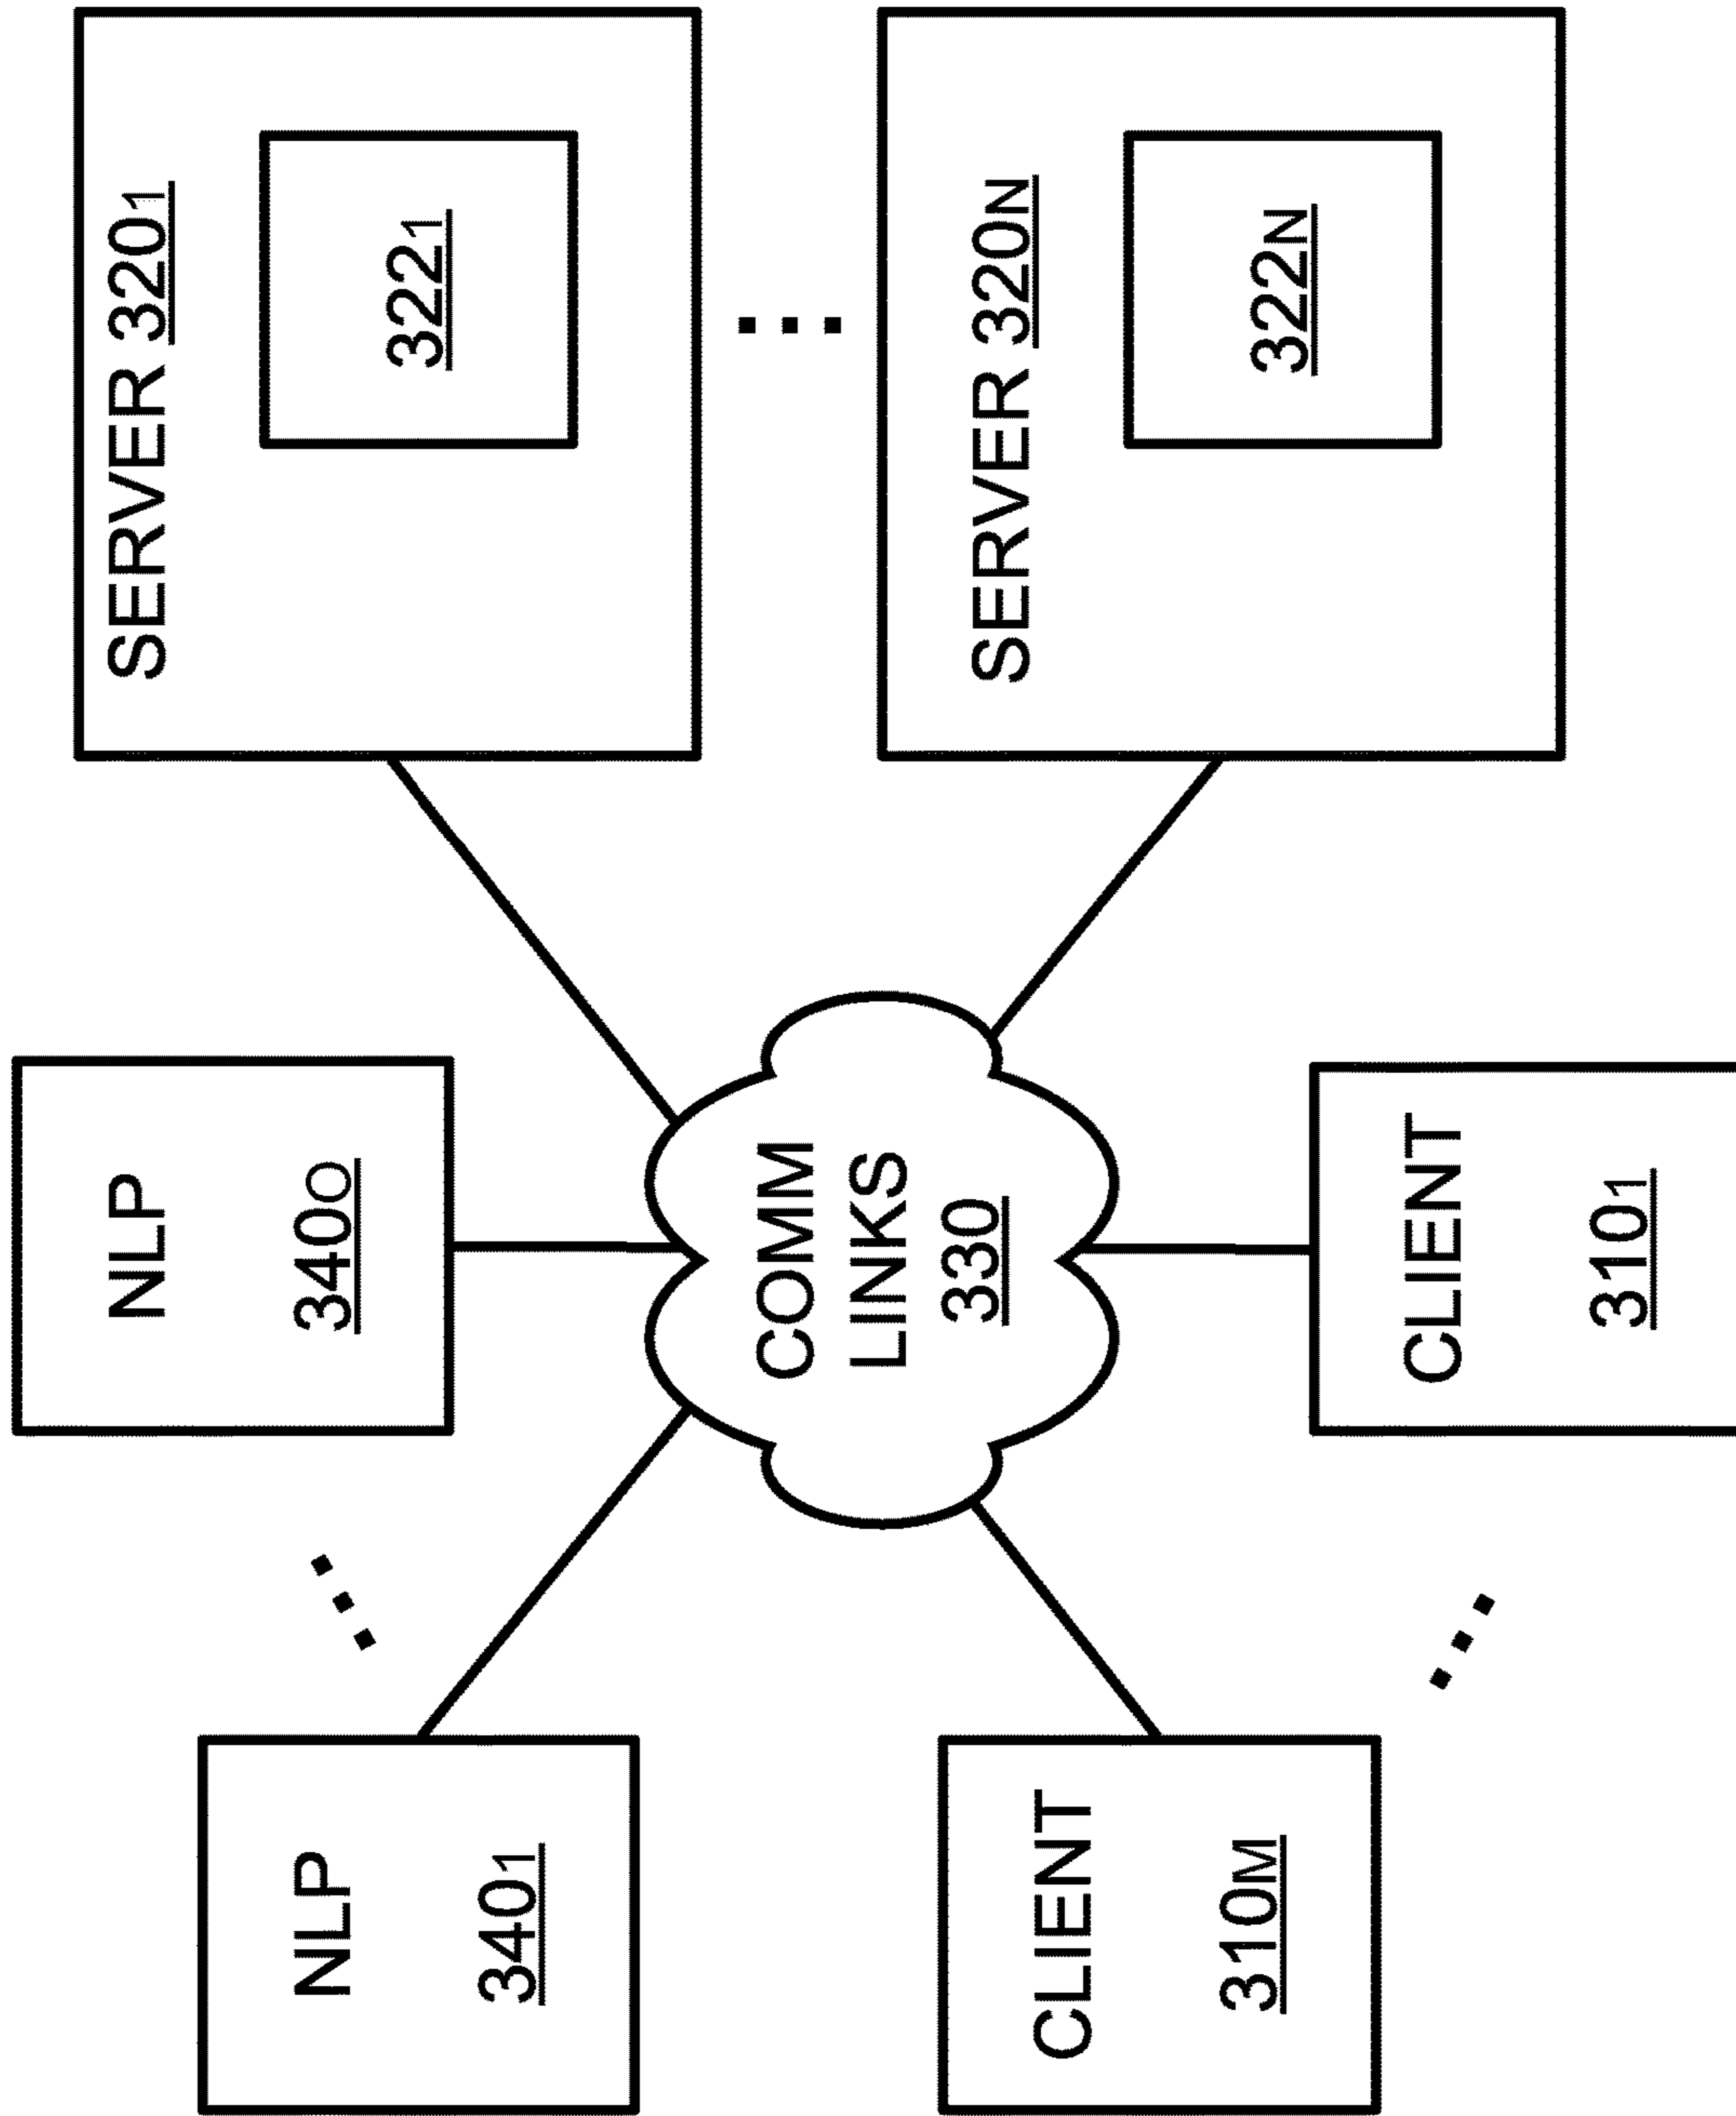 NLP
340₁
NLP
340O
SERVER 320₁
322₁
COMM
LINKS
330
SERVER 320N
322N
CLIENT
310M
CLIENT
310₁